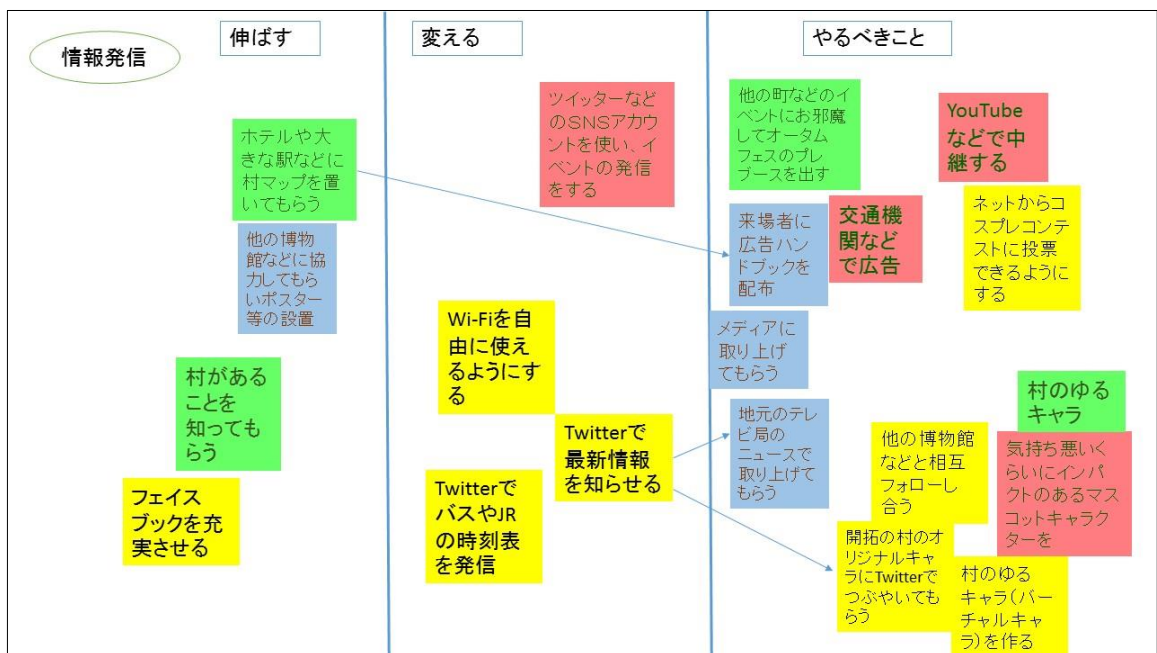 情報発信
伸ばす
ホテルや大
きな駅などに
村マップを置
いてもらう
他の博物
館などに協
力してもら
いポスター
等の設置
村がある
ことを
知っても
らう
フェイス
ブックを充
実させる
変える
ツイッターなど
のSNSアカウ
ントを使い、イ
ベントの発信
をする
Wi-Fiを自
由に使え
るようにす
る
Twitterで
最新情報
を知らせる
Twitterで
バスやJR
の時刻表
を発信
やるべきこと
他の町などのイ
ベントにお邪魔
してオータム
フェスのプレ
ブースを出す
YouTube
などで中
継する
来場者に
広告ハン
ドブックを
配布
交通機
関など
で広告
ネットからコ
スプレコンテ
ストに投票
できるように
する
メディアに
取り上げ
てもらう
地元のテレ
ビ局の
ニュースで
取り上げて
もらう
他の博物館
などと相互
フォローし
合う
村のゆる
キャラ
気持ち悪いく
らいにインパ
クトのあるマス
コットキャラク
ターを
開拓の村のオ
リジナルキャ
ラにTwitterで
つぶやいても
らう
村のゆる
キャラ(バー
チャルキャ
ラ)を作る